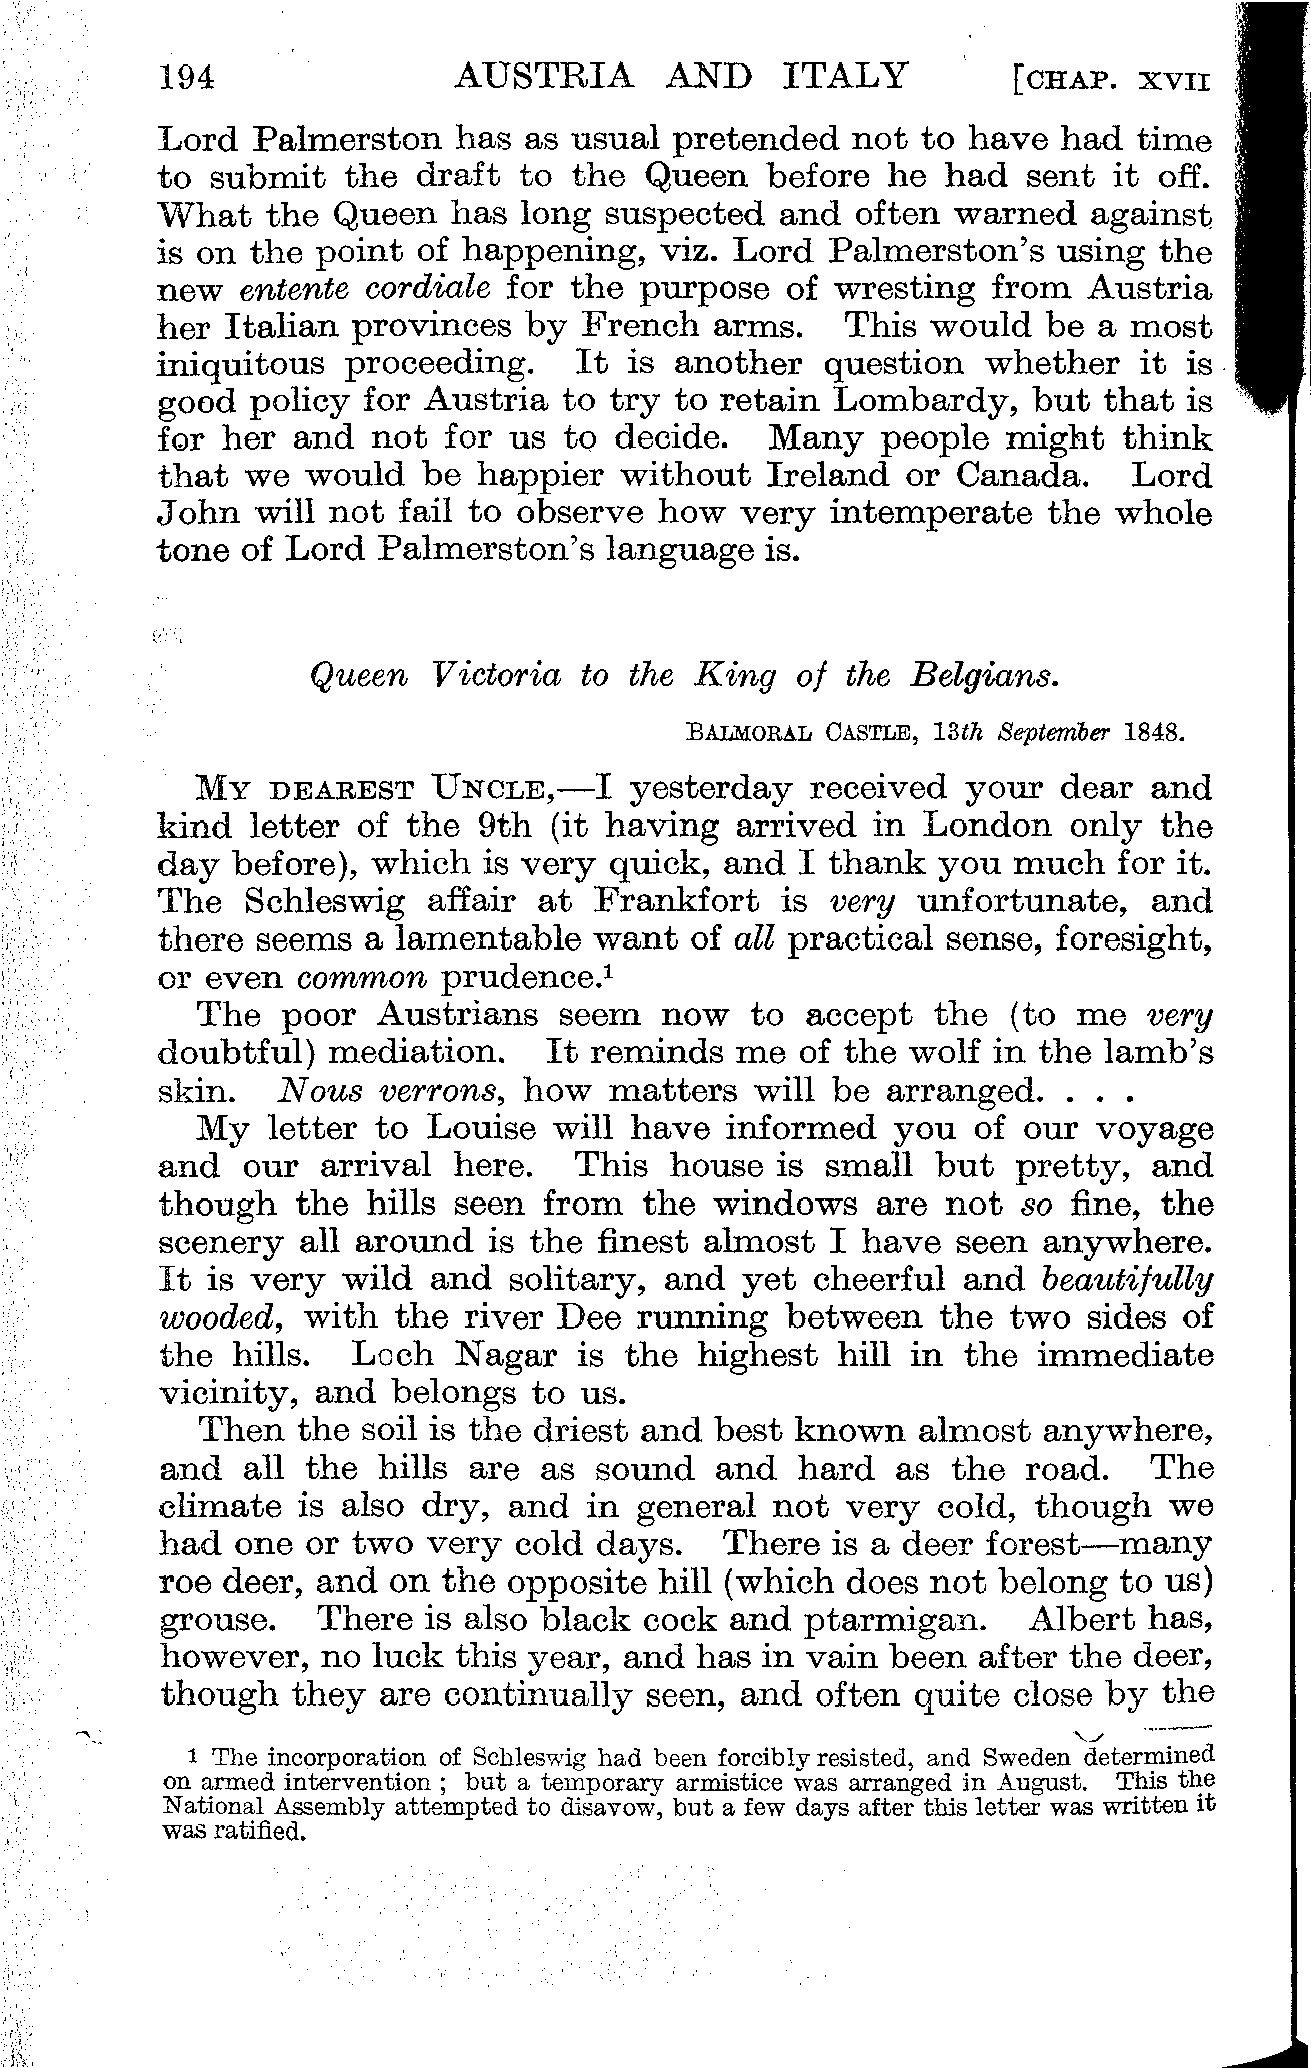 194 AUSTRIA AND ITALY [CHAP. XVII
Lord Palmerston has as usual pretended not to have had time
to submit the draft to the Queen before he had sent it off.
What the Queen has long suspected and often warned against
is on the point of happening, viz. Lord Palmerston's using the
new entente cordiale for the purpose of wresting from Austria
her Italian provinces by French arms. This would be a most
iniquitous proceeding. It is another question whether it is
good policy for Austria to try to retain Lombardy, but that is
for her and not for us to decide. Many people might think
that we would be happier without Ireland or Canada. Lord
John will not fail to observe how very intemperate the whole
tone of Lord Palmerston's language is.
Queen Victoria to the King of the Belgians.
BALMORAL CASTLE, 13th September 1848.
MY DEAREST UNCLE,—I yesterday received your dear and
kind letter of the 9th (it having arrived in London only the
day before), which is very quick, and I thank you much for it.
The Schleswig affair at Frankfort is very unfortunate, and
there seems a lamentable want of all practical sense, foresight,
or even common prudence.¹
The poor Austrians seem now to accept the (to me very
doubtful) mediation. It reminds me of the wolf in the lamb's
skin. Nous verrons, how matters will be arranged. . . .
My letter to Louise will have informed you of our voyage
and our arrival here. This house is small but pretty, and
though the hills seen from the windows are not so fine, the
scenery all around is the finest almost I have seen anywhere.
It is very wild and solitary, and yet cheerful and beautifully
wooded, with the river Dee running between the two sides of
the hills. Loch Nagar is the highest hill in the immediate
vicinity, and belongs to us.
Then the soil is the driest and best known almost anywhere,
and all the hills are as sound and hard as the road. The
climate is also dry, and in general not very cold, though we
had one or two very cold days. There is a deer forest—many
roe deer, and on the opposite hill (which does not belong to us)
grouse. There is also black cock and ptarmigan. Albert has,
however, no luck this year, and has in vain been after the deer,
though they are continually seen, and often quite close by the
1 The incorporation of Schleswig had been forcibly resisted, and Sweden determined
on armed intervention ; but a temporary armistice was arranged in August. This the
National Assembly attempted to disavow, but a few days after this letter was written it
was ratified.